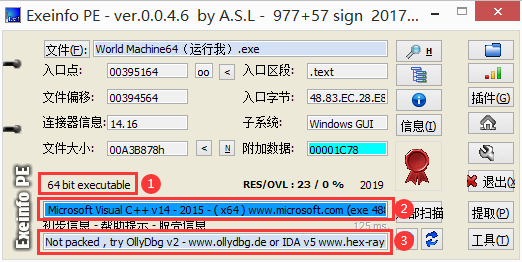 Exeinfo PE - ver.0.0.4.6 by A.S.L - 977+57 sign 2017...
文件(F): World Machine64（运行我）.exe
H
入口点: 00395164 oo < 入口区段: .text
文件偏移: 00394564 入口字节: 48.83.EC.28.E8
插件(G)
连接器信息: 14.16 子系统: Windows GUI
信息(I)
文件大小: 00A3B878h < N 附加数据: 00001C78
64 bit executable 1 RES/OVL : 23 / 0 % 2019
退出(X)
Microsoft Visual C++ v14 - 2015 - ( x64 ) www.microsoft.com (exe 48 2
扫描
提取(P)
初步信息 - 帮助提示 - 脱壳信息 125 ms.
Not packed , try OllyDbg v2 - www.ollydbg.de or IDA v5 www.hex-ray 3
工具(T)
Exeinfo PE